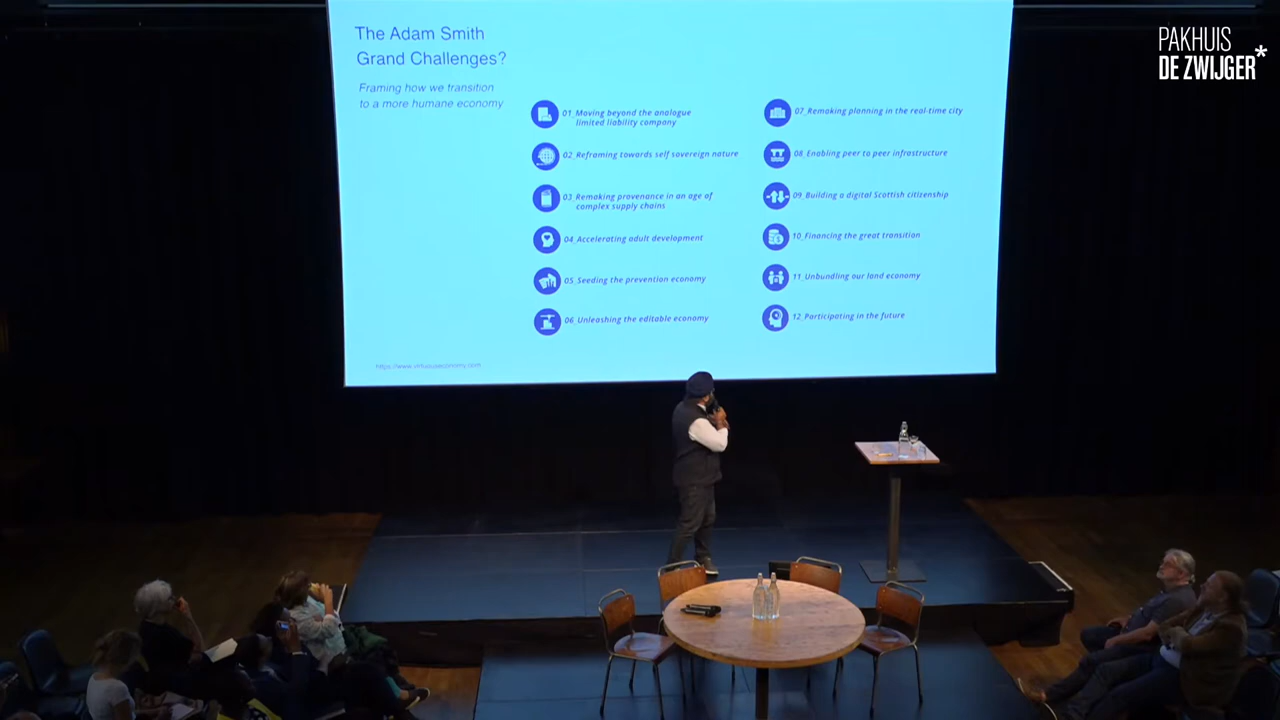 The Adam Smith
Grand Challenges?
Framing how we transition
to a more humane economy
01_Moving beyond the analogue
limited liability company
02_Reframing towards self sovereign nature
03_Remaking provenance in an age of
complex supply chains
04_Accelerating adult development
05_Seeding the prevention economy
06_Unleashing the editable economy
07_Remaking planning in the real-time city
08_Enabling peer to peer infrastructure
09_Building a digital Scottish citizenship
10_Financing the great transition
11_Unbundling our land economy
12_Participating in the future
PAKHUIS
DE ZWIJGER*